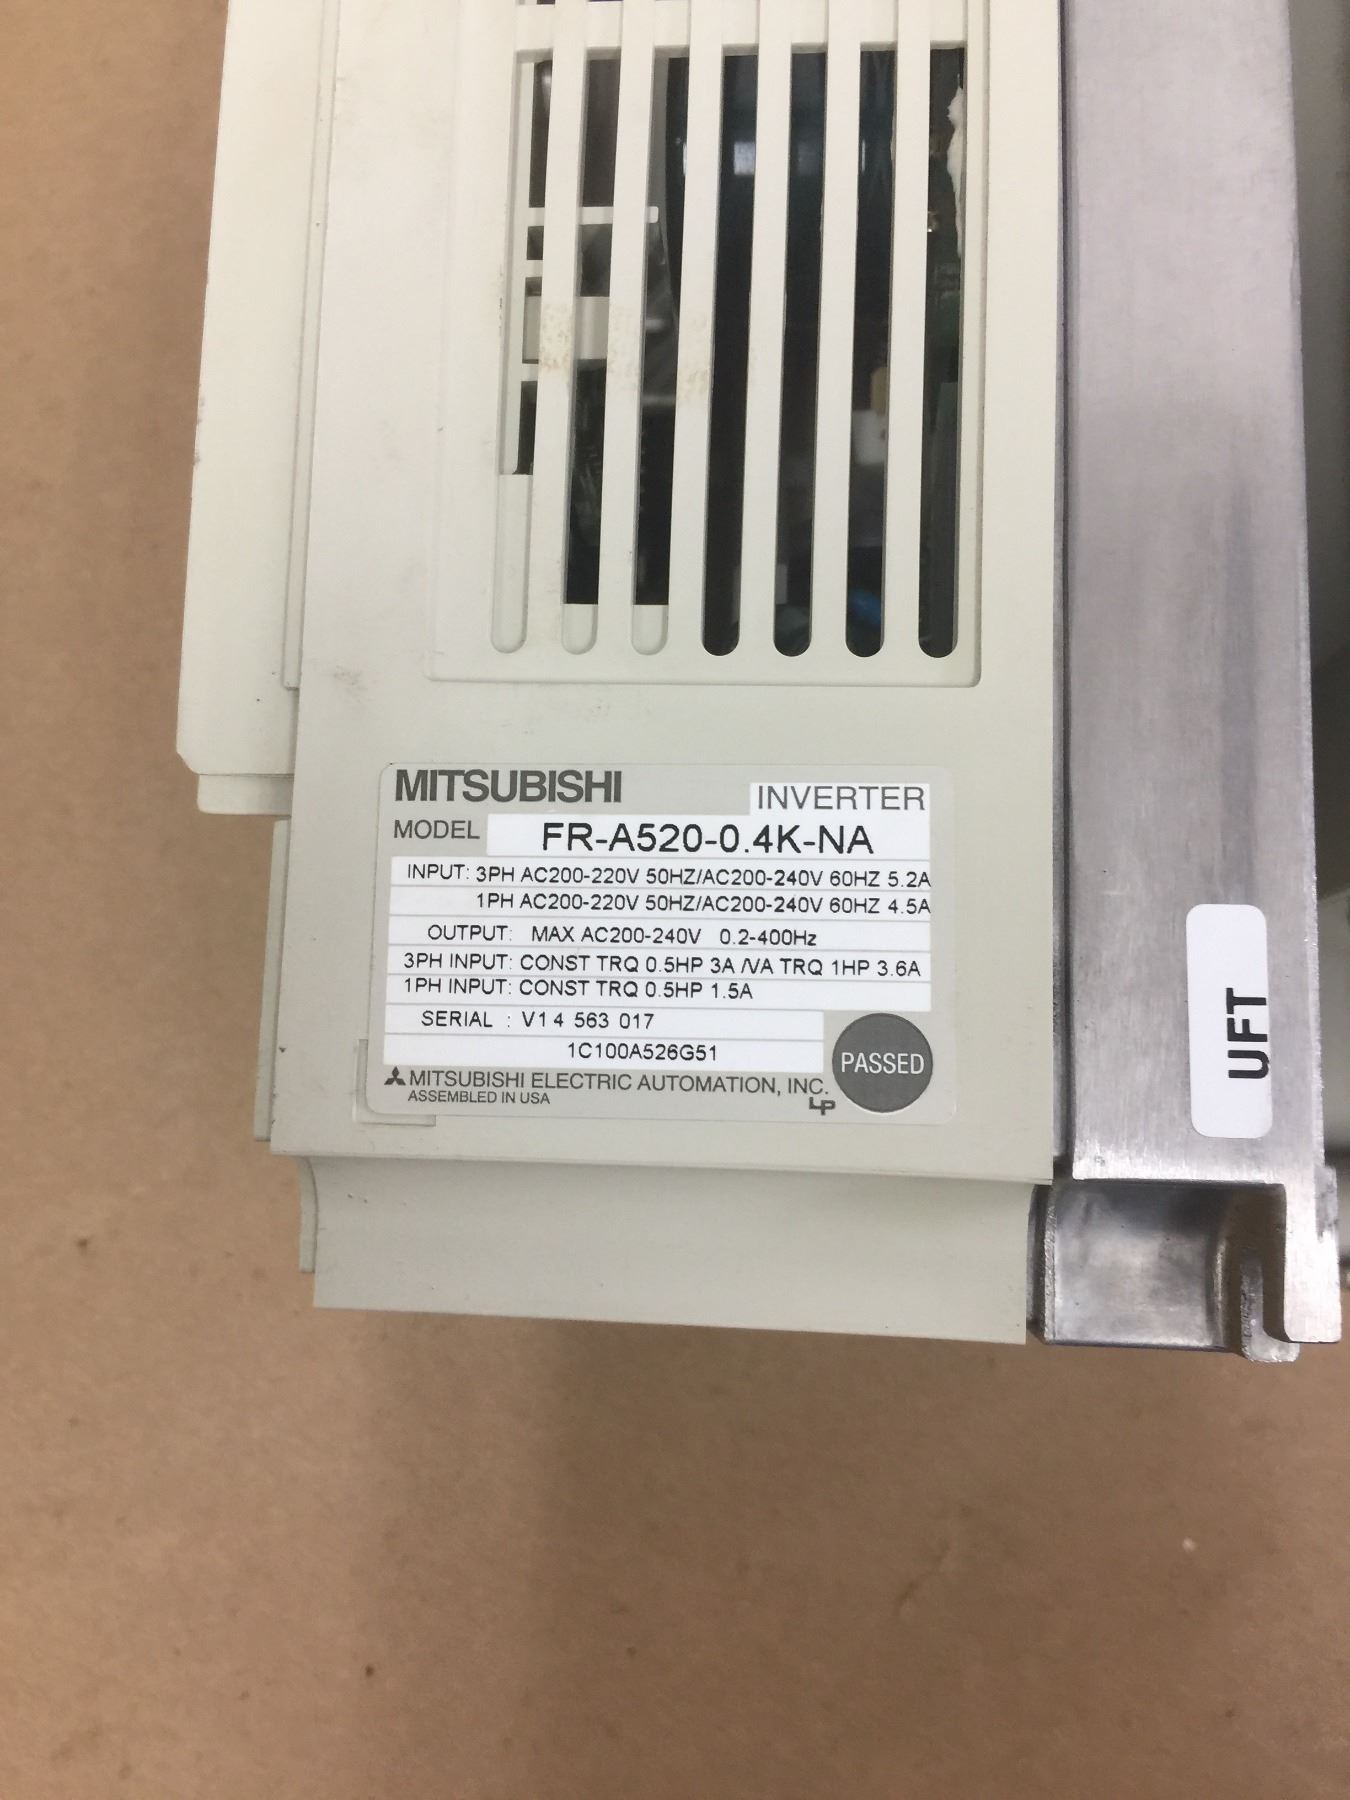 MITSUBISHI
INVERTER
MODEL FR-A520-0.4K-NA
INPUT: 3PH AC200-220V 50HZ/AC200-240V 60HZ 5.2A
1PH AC200-220V 50HZ/AC200-240V 60HZ 4.5A
OUTPUT: MAX AC200-240V 0.2-400Hz
3PH INPUT: CONST TRQ 0.5HP 3A /VA TRQ 1HP 3.6A
1PH INPUT: CONST TRQ 0.5HP 1.5A
SERIAL : V14 563 017
1C100A526G51
PASSED
MITSUBISHI ELECTRIC AUTOMATION, INC.
ASSEMBLED IN USA
LP
UFT